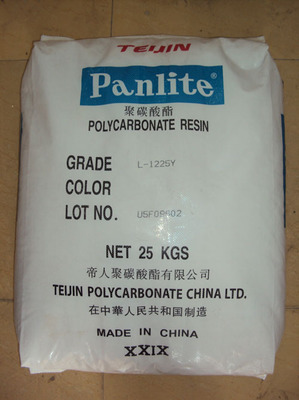 TEIJIN
Panlite®
聚碳酸酯
POLYCARBONATE RESIN
GRADE L-1225Y
COLOR
LOT NO. U5F09602
NET 25 KGS
帝人聚碳酸酯有限公司
TEIJIN POLYCARBONATE CHINA LTD.
在中華人民共和国制造
MADE IN CHINA
XXIX